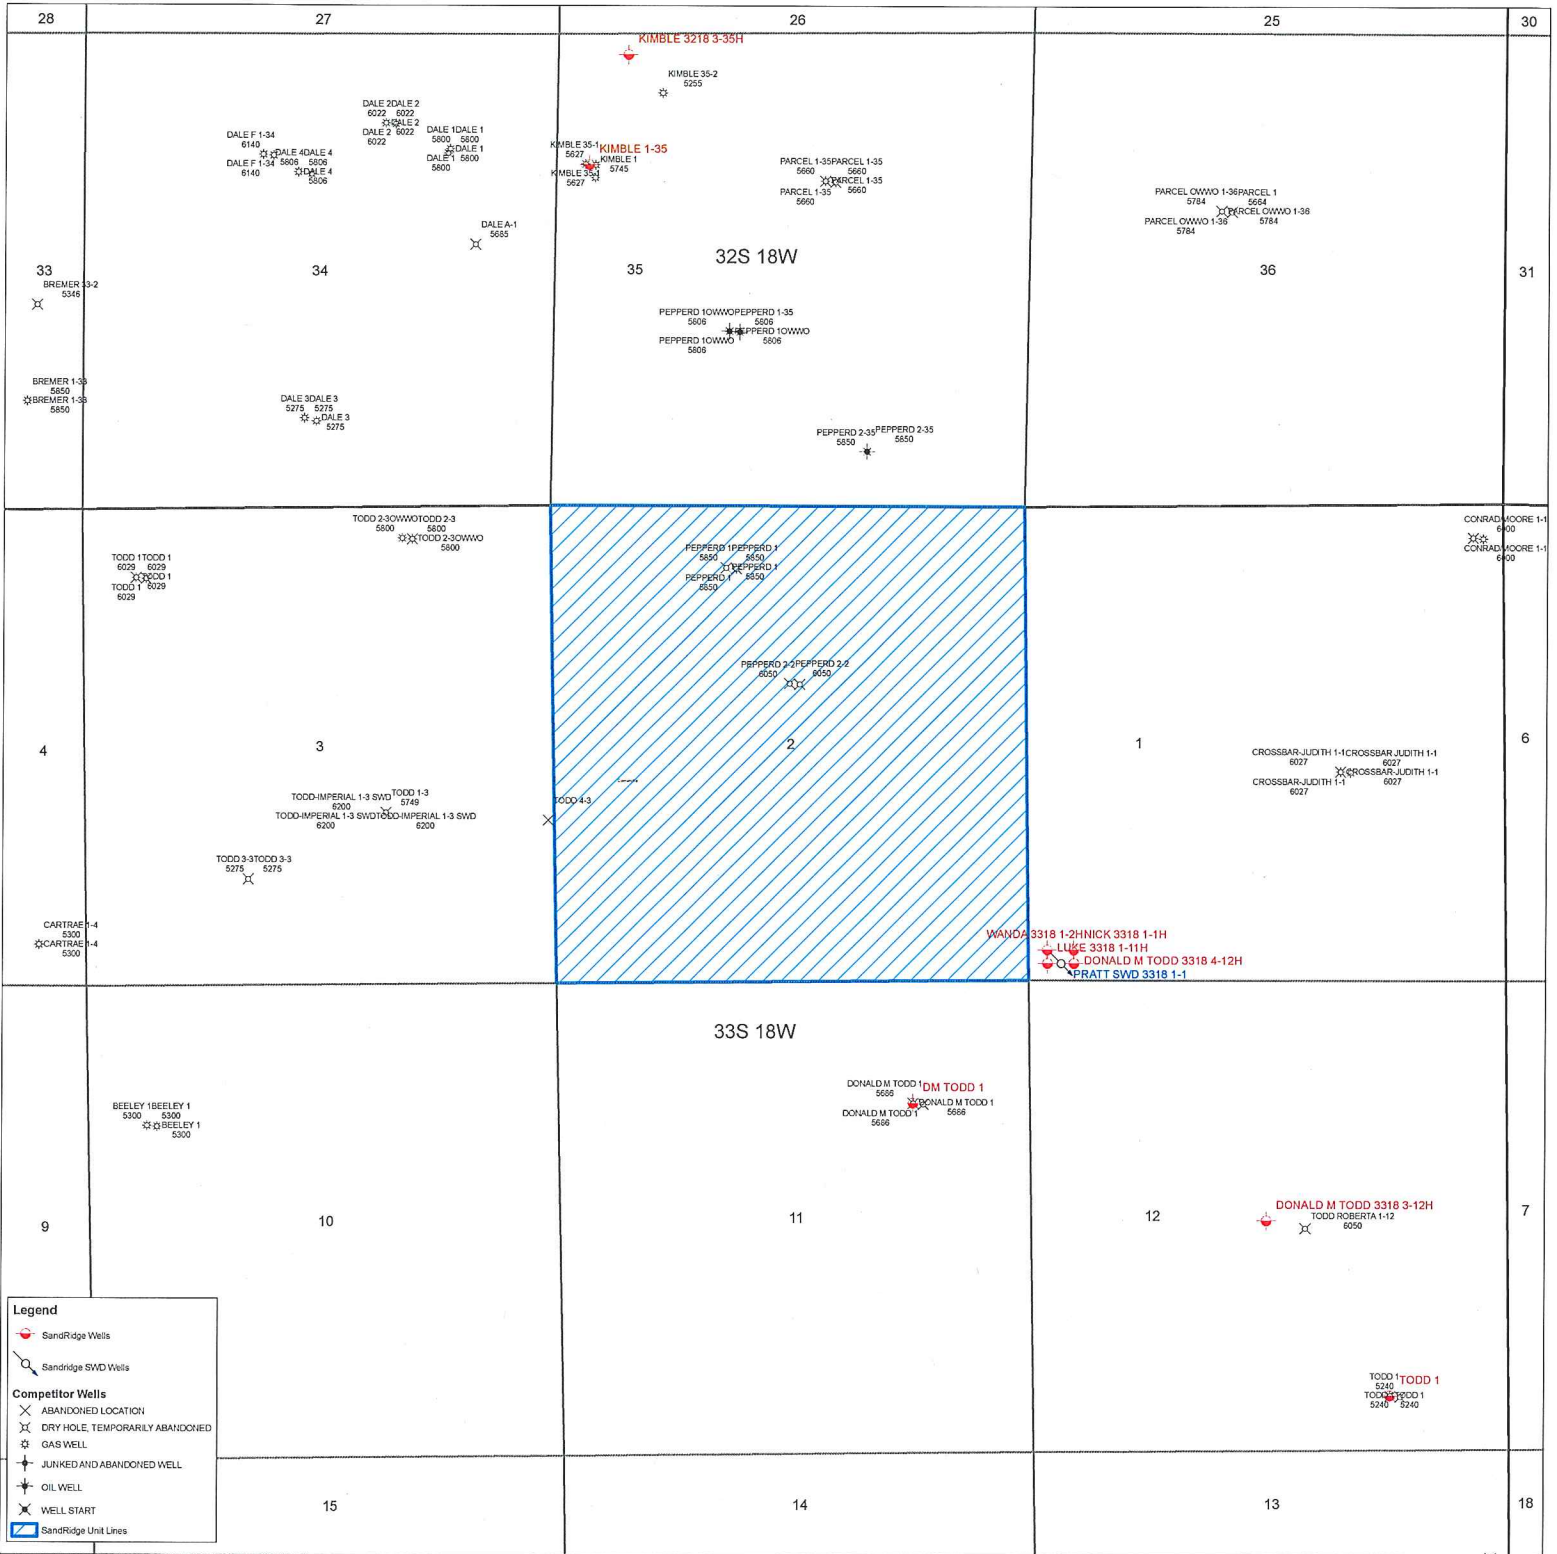 28
27
26
25
30
KIMBLE 3218 3-35H
KIMBLE 35-2
5255
DALE 2DALE 2
6022 6022
DALE 2
DALE 2 6022
6022
DALE 1DALE 1
5800 5800
DALE 1
DALE 1 5800
5800
DALE F 1-34
6140
DALE 4DALE 4
5806 5806
DALE F 1-34
6140
DALE 4
5806
KIMBLE 35-1
5627
KIMBLE 1-35
KIMBLE 1
5745
KIMBLE 35-1
5627
PARCEL 1-35PARCEL 1-35
5660 5660
PARCEL 1-35
PARCEL 1-35 5660
5660
PARCEL OWWO 1-36PARCEL 1
5784 5664
PARCEL OWWO 1-36
PARCEL OWWO 1-36 5784
5784
DALE A-1
5685
32S 18W
33
34
35
36
31
BREMER 33-2
5346
PEPPERD 1OWWOPEPPERD 1-35
5806 5806
PEPPERD 1OWWO
PEPPERD 1OWWO 5806
5806
BREMER 1-33
5850
BREMER 1-33
5850
DALE 3DALE 3
5275 5275
DALE 3
5275
PEPPERD 2-35PEPPERD 2-35
5850 5850
TODD 2-3OWWOTODD 2-3
5800 5800
TODD 2-3OWWO
5800
CONRAD/MOORE 1-1
6000
CONRAD/MOORE 1-1
6000
TODD 1TODD 1
6029 6029
TODD 1
TODD 1 6029
6029
PEPPERD 1PEPPERD 1
5850 5850
PEPPERD 1
PEPPERD 1 5850
5850
PEPPERD 2-2PEPPERD 2-2
6050 6050
4
3
2
1
6
CROSSBAR-JUDITH 1-1CROSSBAR JUDITH 1-1
6027 6027
CROSSBAR-JUDITH 1-1
CROSSBAR-JUDITH 1-1 6027
6027
TODD-IMPERIAL 1-3 SWD TODD 1-3
6200 5749
TODD-IMPERIAL 1-3 SWDTODD-IMPERIAL 1-3 SWD
6200 6200
TODD 4-3
TODD 3-3TODD 3-3
5275 5275
CARTRAE 1-4
5300
CARTRAE 1-4
5300
WANDA 3318 1-2HNICK 3318 1-1H
LUKE 3318 1-11H
DONALD M TODD 3318 4-12H
PRATT SWD 3318 1-1
33S 18W
DONALD M TODD 1
5686
DM TODD 1
DONALD M TODD 1
5686
DONALD M TODD 1
5686
BEELEY 1BEELEY 1
5300 5300
BEELEY 1
5300
9
10
11
12
7
DONALD M TODD 3318 3-12H
TODD ROBERTA 1-12
6050
TODD 1
5240
TODD 1
TODD 1
5240 5240
Legend
SandRidge Wells
Sandridge SWD Wells
Competitor Wells
ABANDONED LOCATION
DRY HOLE, TEMPORARILY ABANDONED
GAS WELL
JUNKED AND ABANDONED WELL
OIL WELL
WELL START
SandRidge Unit Lines
15
14
13
18